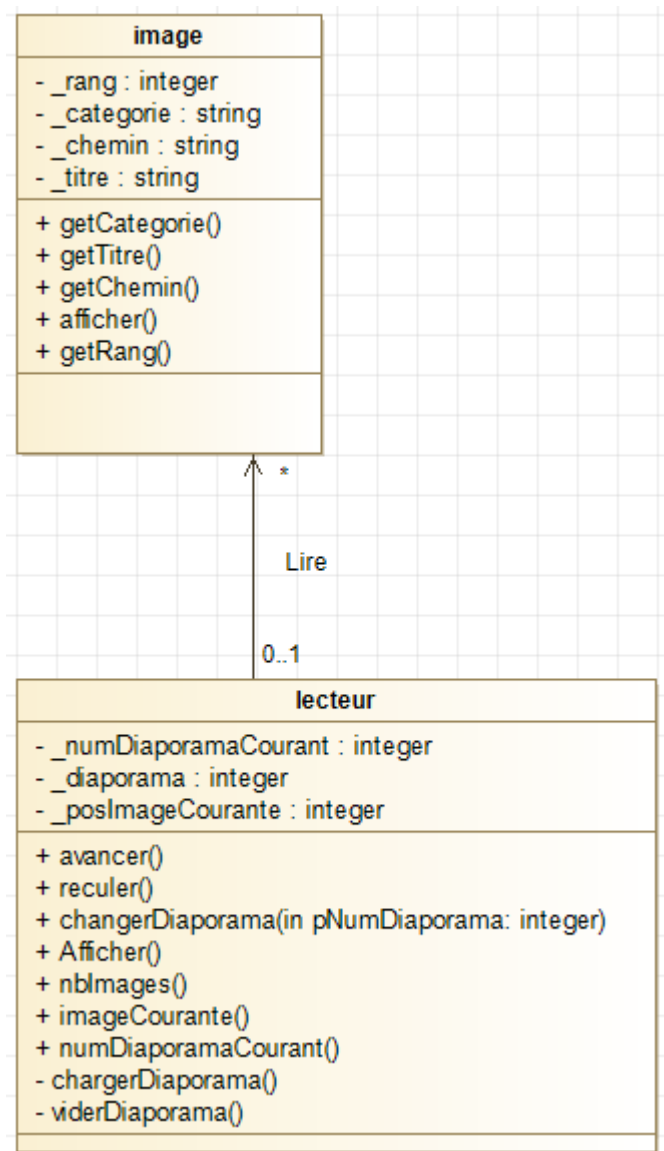 image
- _rang : integer
- _categorie : string
- _chemin : string
- _titre : string
+ getCategorie()
+ getTitre()
+ getChemin()
+ afficher()
+ getRang()
*
Lire
0..1
lecteur
- _numDiaporamaCourant : integer
- _diaporama : integer
- _posImageCourante : integer
+ avancer()
+ reculer()
+ changerDiaporama(in pNumDiaporama: integer)
+ Afficher()
+ nbImages()
+ imageCourante()
+ numDiaporamaCourant()
- chargerDiaporama()
- viderDiaporama()